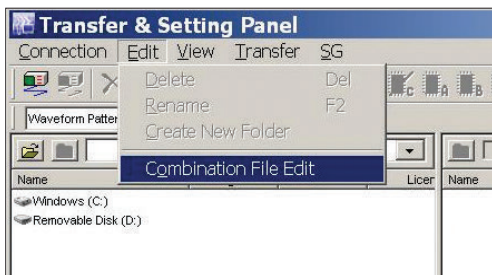 Transfer & Setting Panel
Connection Edit View Transfer SG
Delete Del
Rename F2
Create New Folder
Combination File Edit
C A B
Waveform Patter
Name Licer Name
Windows (C:)
Removable Disk (D:)